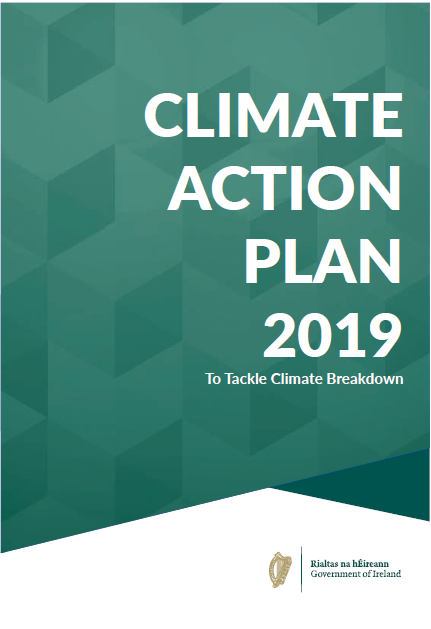 CLIMATE
ACTION
PLAN
2019
To Tackle Climate Breakdown
Rialtas na hÉireann
Government of Ireland